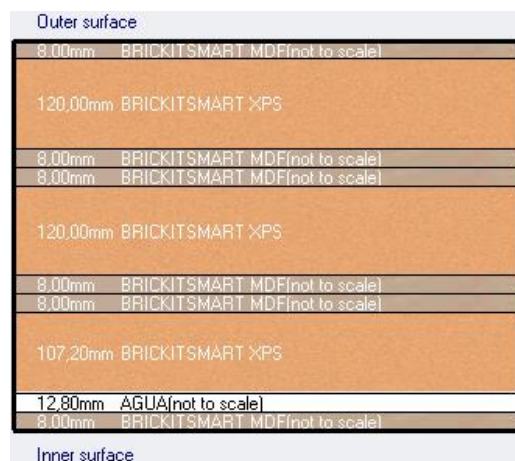 Outer surface
8.00mm BRICKITSMART MDF(not to scale)
120,00mm BRICKITSMART XPS
8,00mm BRICKITSMART MDF(not to scale)
8,00mm BRICKITSMART MDF(not to scale)
120,00mm BRICKITSMART XPS
8,00mm BRICKITSMART MDF(not to scale)
8,00mm BRICKITSMART MDF(not to scale)
107,20mm BRICKITSMART XPS
12,80mm AGUA(not to scale)
8.00mm BRICKITSMART MDF(not to scale)
Inner surface